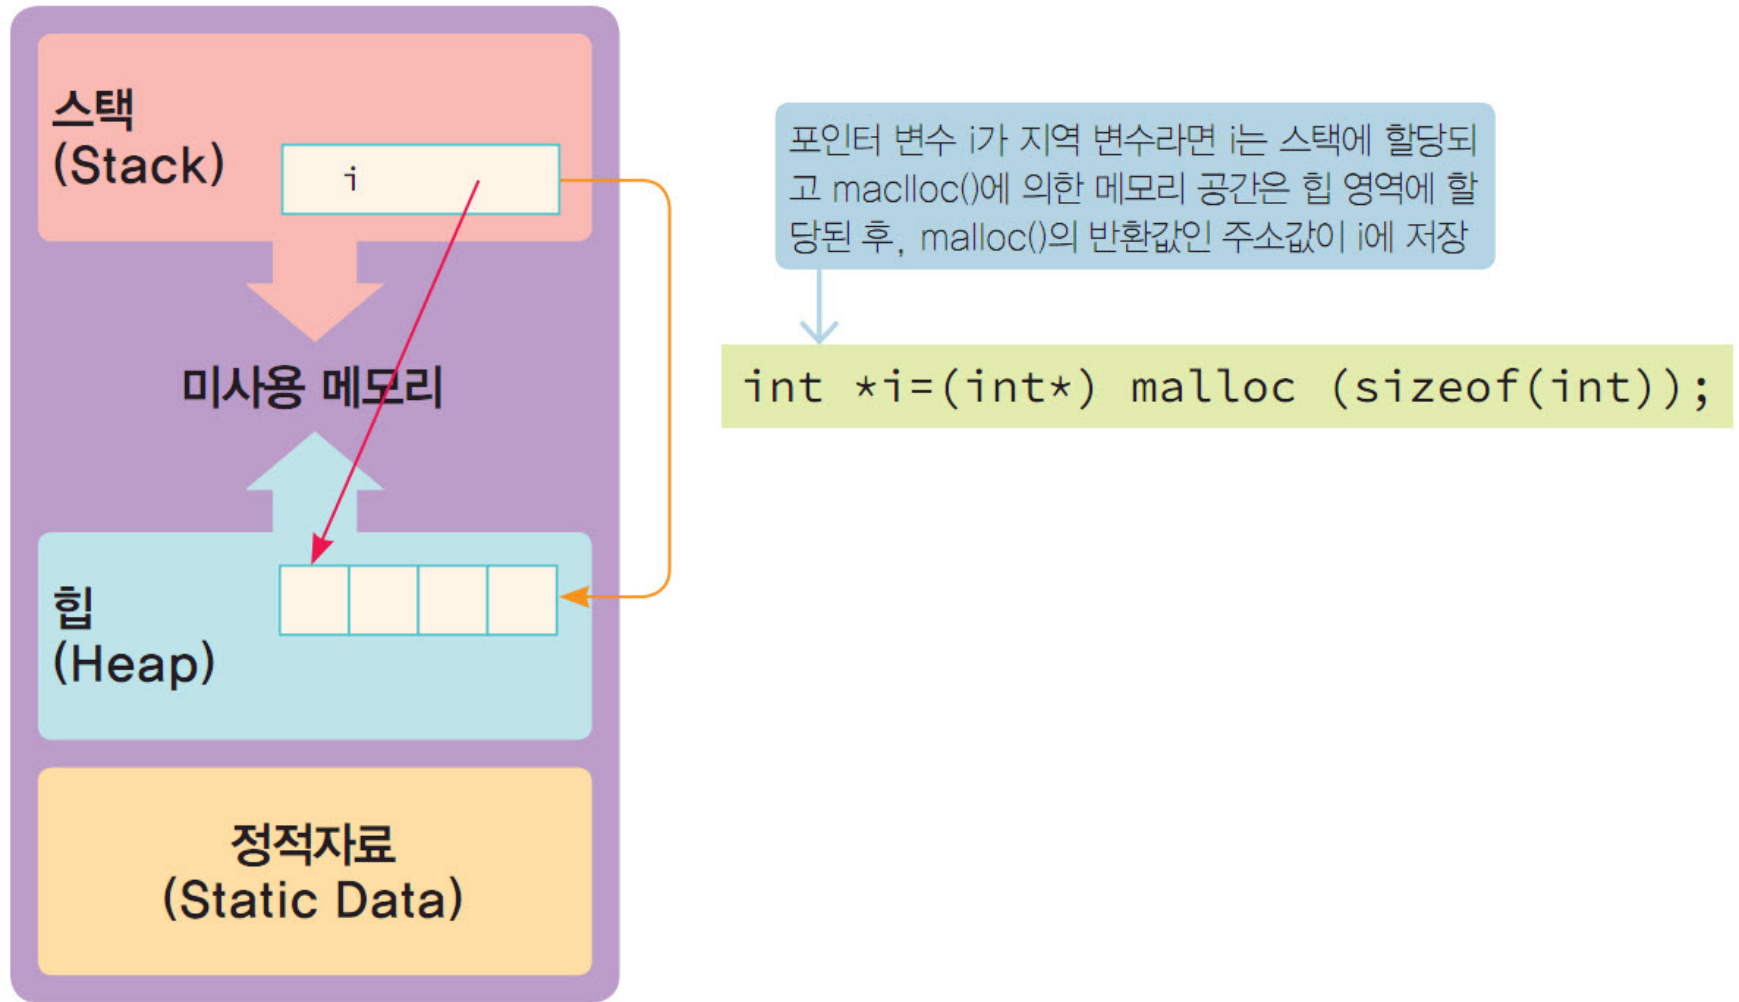 스택
(Stack)
i
미사용 메모리
힙
(Heap)
정적자료
(Static Data)
포인터 변수 i가 지역 변수라면 i는 스택에 할당되
고 maclloc()에 의한 메모리 공간은 힙 영역에 할
당된 후, malloc()의 반환값인 주소값이 i에 저장
int *i=(int*) malloc (sizeof(int));